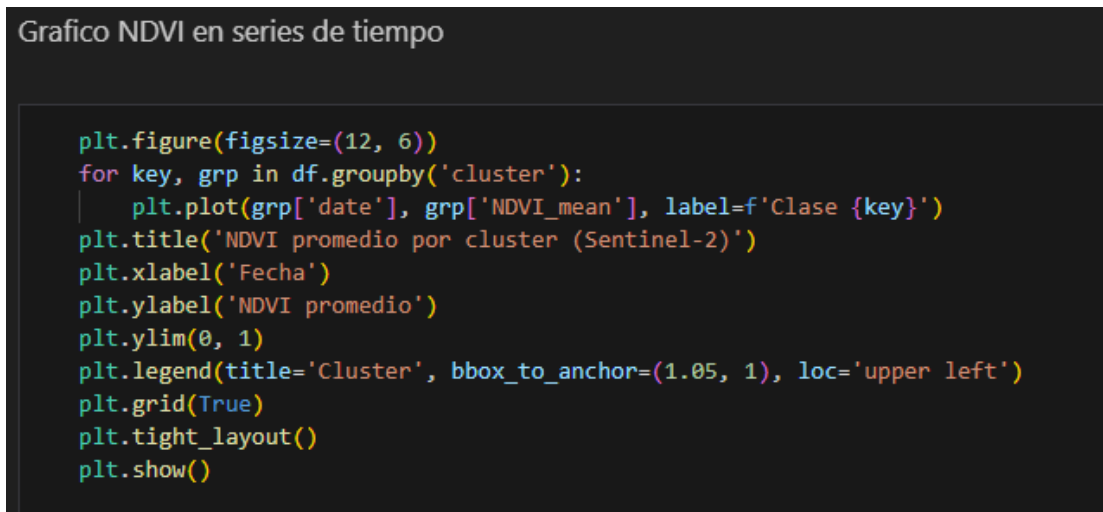 Grafico NDVI en series de tiempo
plt.figure(figsize=(12, 6))
for key, grp in df.groupby('cluster'):
    plt.plot(grp['date'], grp['NDVI_mean'], label=f'Clase {key}')
plt.title('NDVI promedio por cluster (Sentinel-2)')
plt.xlabel('Fecha')
plt.ylabel('NDVI promedio')
plt.ylim(0, 1)
plt.legend(title='Cluster', bbox_to_anchor=(1.05, 1), loc='upper left')
plt.grid(True)
plt.tight_layout()
plt.show()